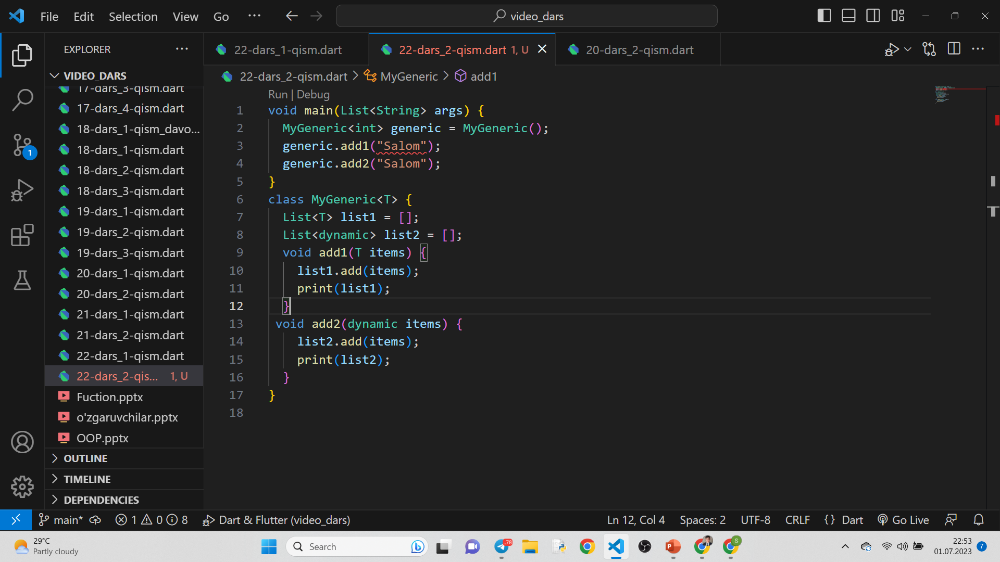 File Edit Selection View Go ··· video_dars
EXPLORER ···
VIDEO_DARS
17-dars_3-qism.dart
17-dars_4-qism.dart
18-dars_1-qism_davo...
18-dars_1-qism.dart
18-dars_2-qism.dart
18-dars_3-qism.dart
19-dars_1-qism.dart
19-dars_2-qism.dart
19-dars_3-qism.dart
20-dars_1-qism.dart
20-dars_2-qism.dart
21-dars_1-qism.dart
21-dars_2-qism.dart
22-dars_1-qism.dart
22-dars_2-qis... 1, U
Fuction.pptx
o'zgaruvchilar.pptx
OOP.pptx
OUTLINE
TIMELINE
DEPENDENCIES
1
22-dars_1-qism.dart 22-dars_2-qism.dart 1, U 20-dars_2-qism.dart
22-dars_2-qism.dart > MyGeneric > add1
Run | Debug
1 void main(List<String> args) {
2 MyGeneric<int> generic = MyGeneric();
3 generic.add1("Salom");
4 generic.add2("Salom");
5 }
6 class MyGeneric<T> {
7 List<T> list1 = [];
8 List<dynamic> list2 = [];
9 void add1(T items) {
10 list1.add(items);
11 print(list1);
12 }
13 void add2(dynamic items) {
14 list2.add(items);
15 print(list2);
16 }
17 }
18
main* 1 0 8 Dart & Flutter (video_dars) Ln 12, Col 4 Spaces: 2 UTF-8 CRLF {} Dart Go Live
29°C
Partly cloudy
Search
..78
P
S
22:53
01.07.2023
7